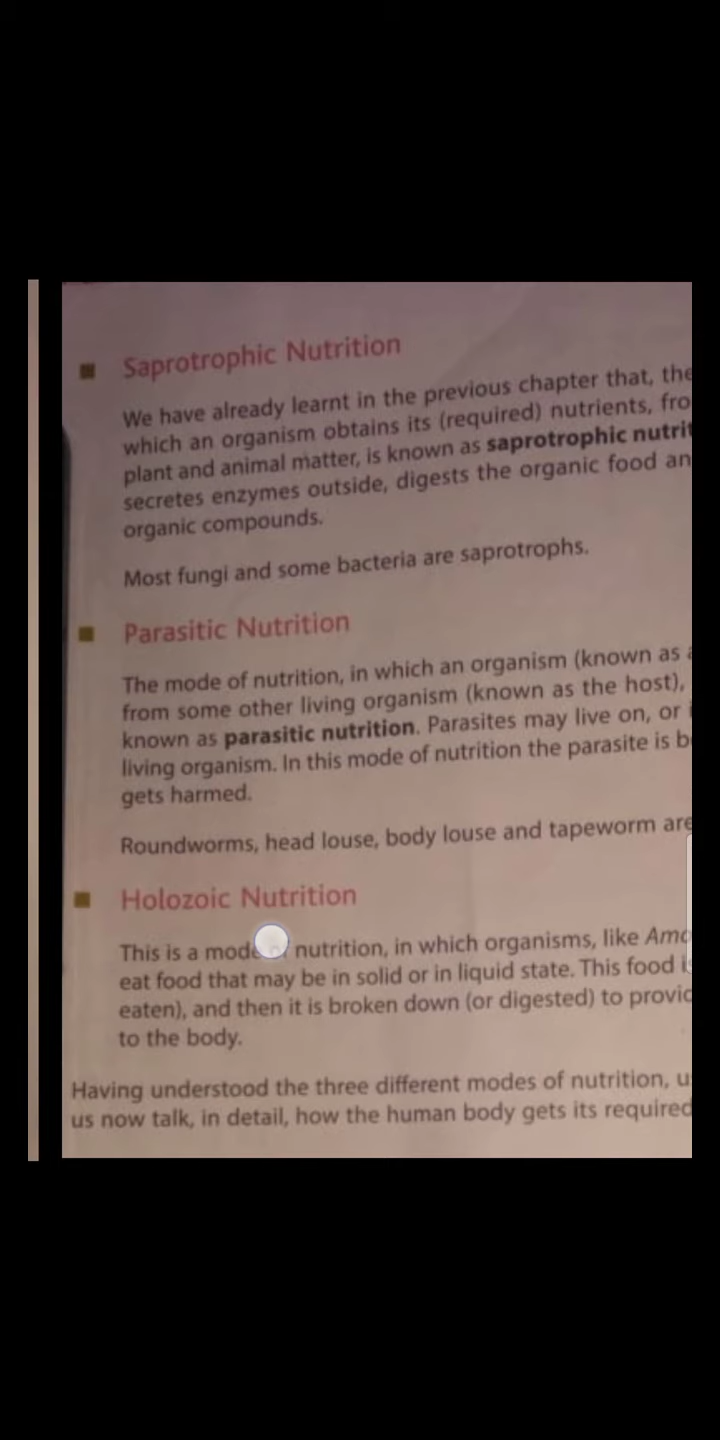 Saprotrophic Nutrition
We have already learnt in the previous chapter that, the
which an organism obtains its (required) nutrients, fro
plant and animal matter, is known as saprotrophic nutrit
secretes enzymes outside, digests the organic food an
organic compounds.
Most fungi and some bacteria are saprotrophs.
Parasitic Nutrition
The mode of nutrition, in which an organism (known as
from some other living organism (known as the host),
known as parasitic nutrition. Parasites may live on, or
living organism. In this mode of nutrition the parasite is b
gets harmed.
Roundworms, head louse, body louse and tapeworm are
Holozoic Nutrition
This is a mode nutrition, in which organisms, like Amo
eat food that may be in solid or in liquid state. This food
eaten), and then it is broken down (or digested) to provid
to the body.
Having understood the three different modes of nutrition, u
us now talk, in detail, how the human body gets its required